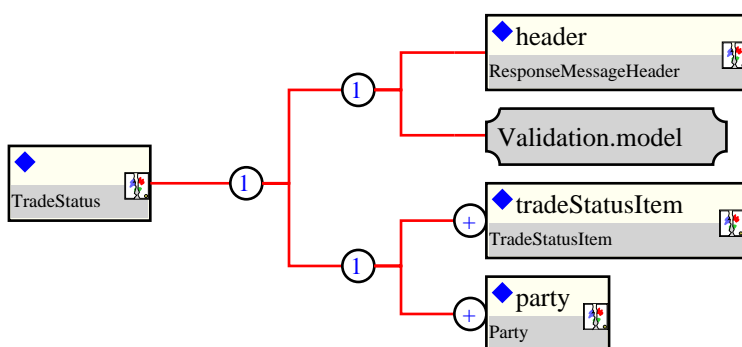 header
ResponseMessageHeader
1
Validation.model
TradeStatus
1
tradeStatusItem
+
TradeStatusItem
1
party
+
Party